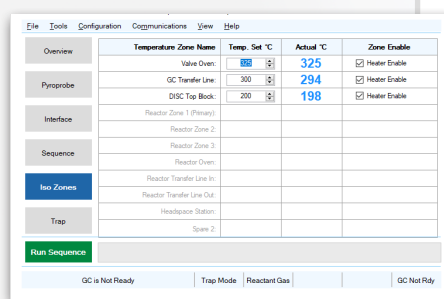 File Tools Configuration Communications View Help
Overview
Pyroprobe
Interface
Sequence
Iso Zones
Trap
Run Sequence
Temperature Zone Name Temp. Set °C Actual °C Zone Enable
Valve Oven: 325 325 Heater Enable
GC Transfer Line: 300 294 Heater Enable
DISC Top Block: 200 198 Heater Enable
Reactor Zone 1 (Primary):
Reactor Zone 2:
Reactor Zone 3:
Reactor Oven:
Reactor Transfer Line In:
Reactor Transfer Line Out:
Headspace Station:
Spare 2:
GC is Not Ready Trap Mode Reactant Gas GC Not Rdy